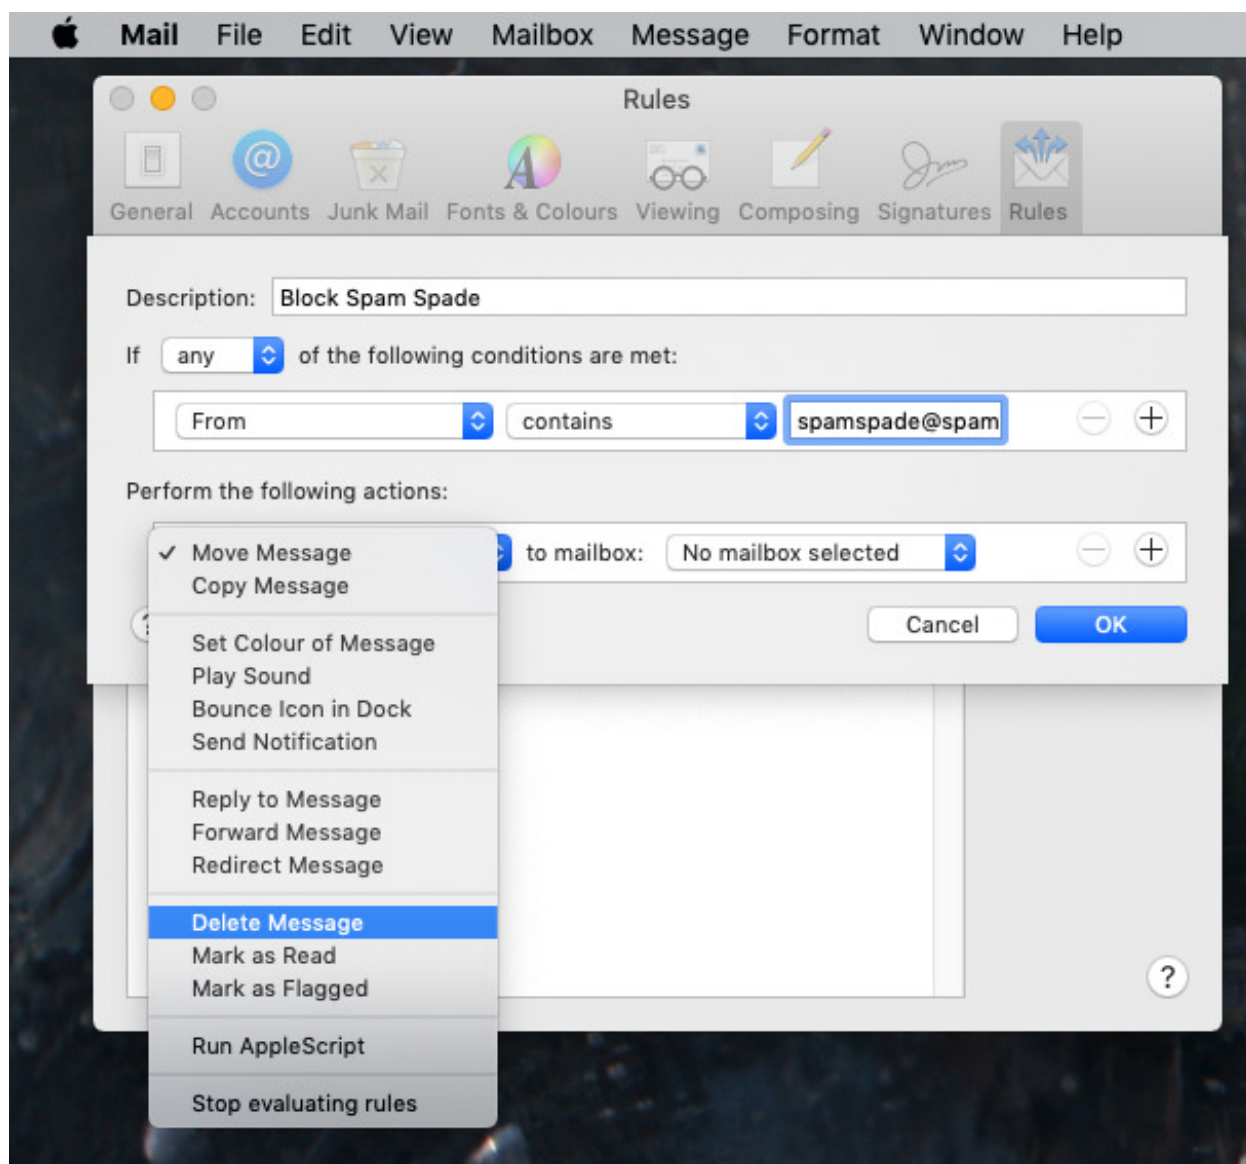 Mail File Edit View Mailbox Message Format Window Help
Rules
General Accounts Junk Mail Fonts & Colours Viewing Composing Signatures Rules
Description: Block Spam Spade
If any of the following conditions are met:
From contains spamspade@spam
Perform the following actions:
Move Message to mailbox: No mailbox selected
Copy Message
? Cancel OK
Set Colour of Message
Play Sound
Bounce Icon in Dock
Send Notification
Reply to Message
Forward Message
Redirect Message
Delete Message
Mark as Read
Mark as Flagged
?
Run AppleScript
Stop evaluating rules